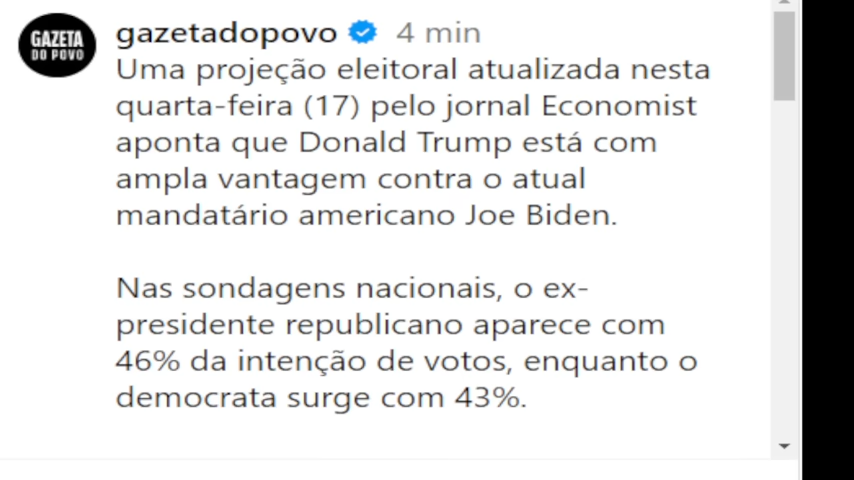 GAZETA
DO POVO
gazetadopovo 4 min
Uma projeção eleitoral atualizada nesta
quarta-feira (17) pelo jornal Economist
aponta que Donald Trump está com
ampla vantagem contra o atual
mandatário americano Joe Biden.
Nas sondagens nacionais, o ex-
presidente republicano aparece com
46% da intenção de votos, enquanto o
democrata surge com 43%.